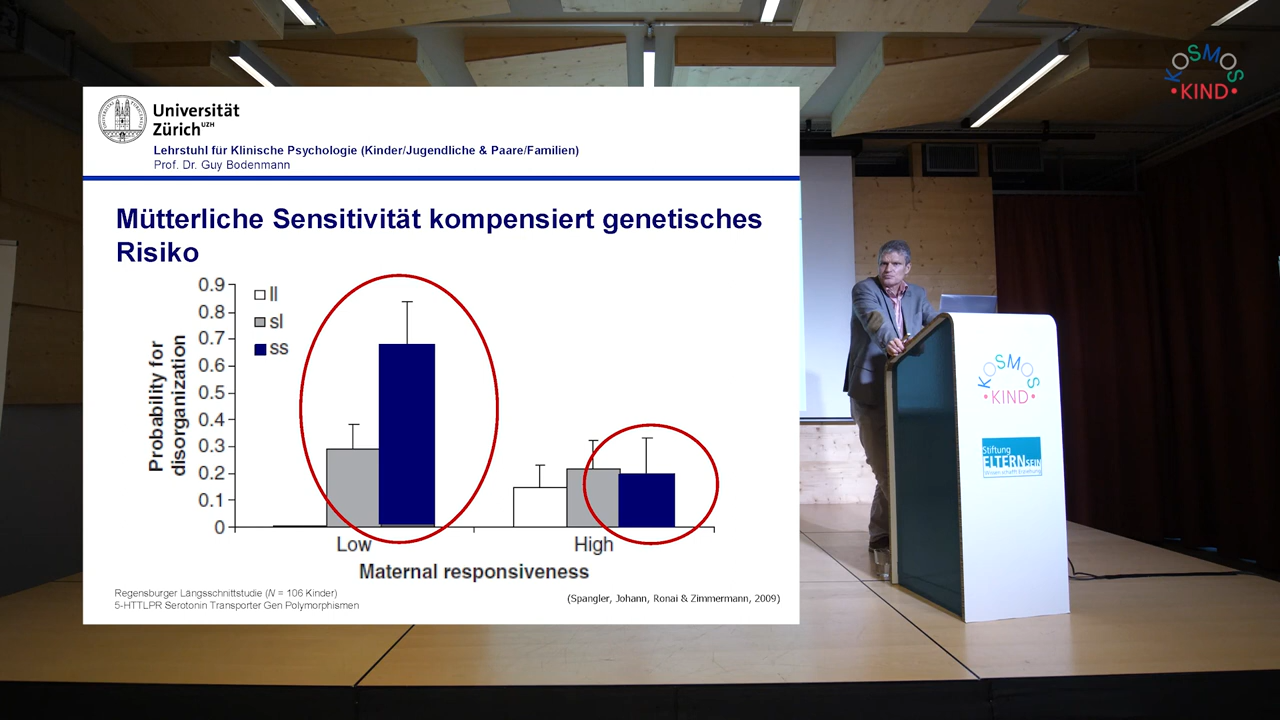 Universität
Zürich UZH
Lehrstuhl für Klinische Psychologie (Kinder/Jugendliche & Paare/Familien)
Prof. Dr. Guy Bodenmann
Mütterliche Sensitivität kompensiert genetisches
Risiko
Probability for
disorganization
0.9
0.8
0.7
0.6
0.5
0.4
0.3
0.2
0.1
0
ll
sl
ss
Low
High
Maternal responsiveness
Regensburger Längsschnittstudie (N = 106 Kinder)
5-HTTLPR Serotonin Transporter Gen Polymorphismen
(Spangler, Johann, Ronai & Zimmermann, 2009)
KOSMOS
•KIND•
KOSMOS
•KIND•
Stiftung
ELTERNSEIN